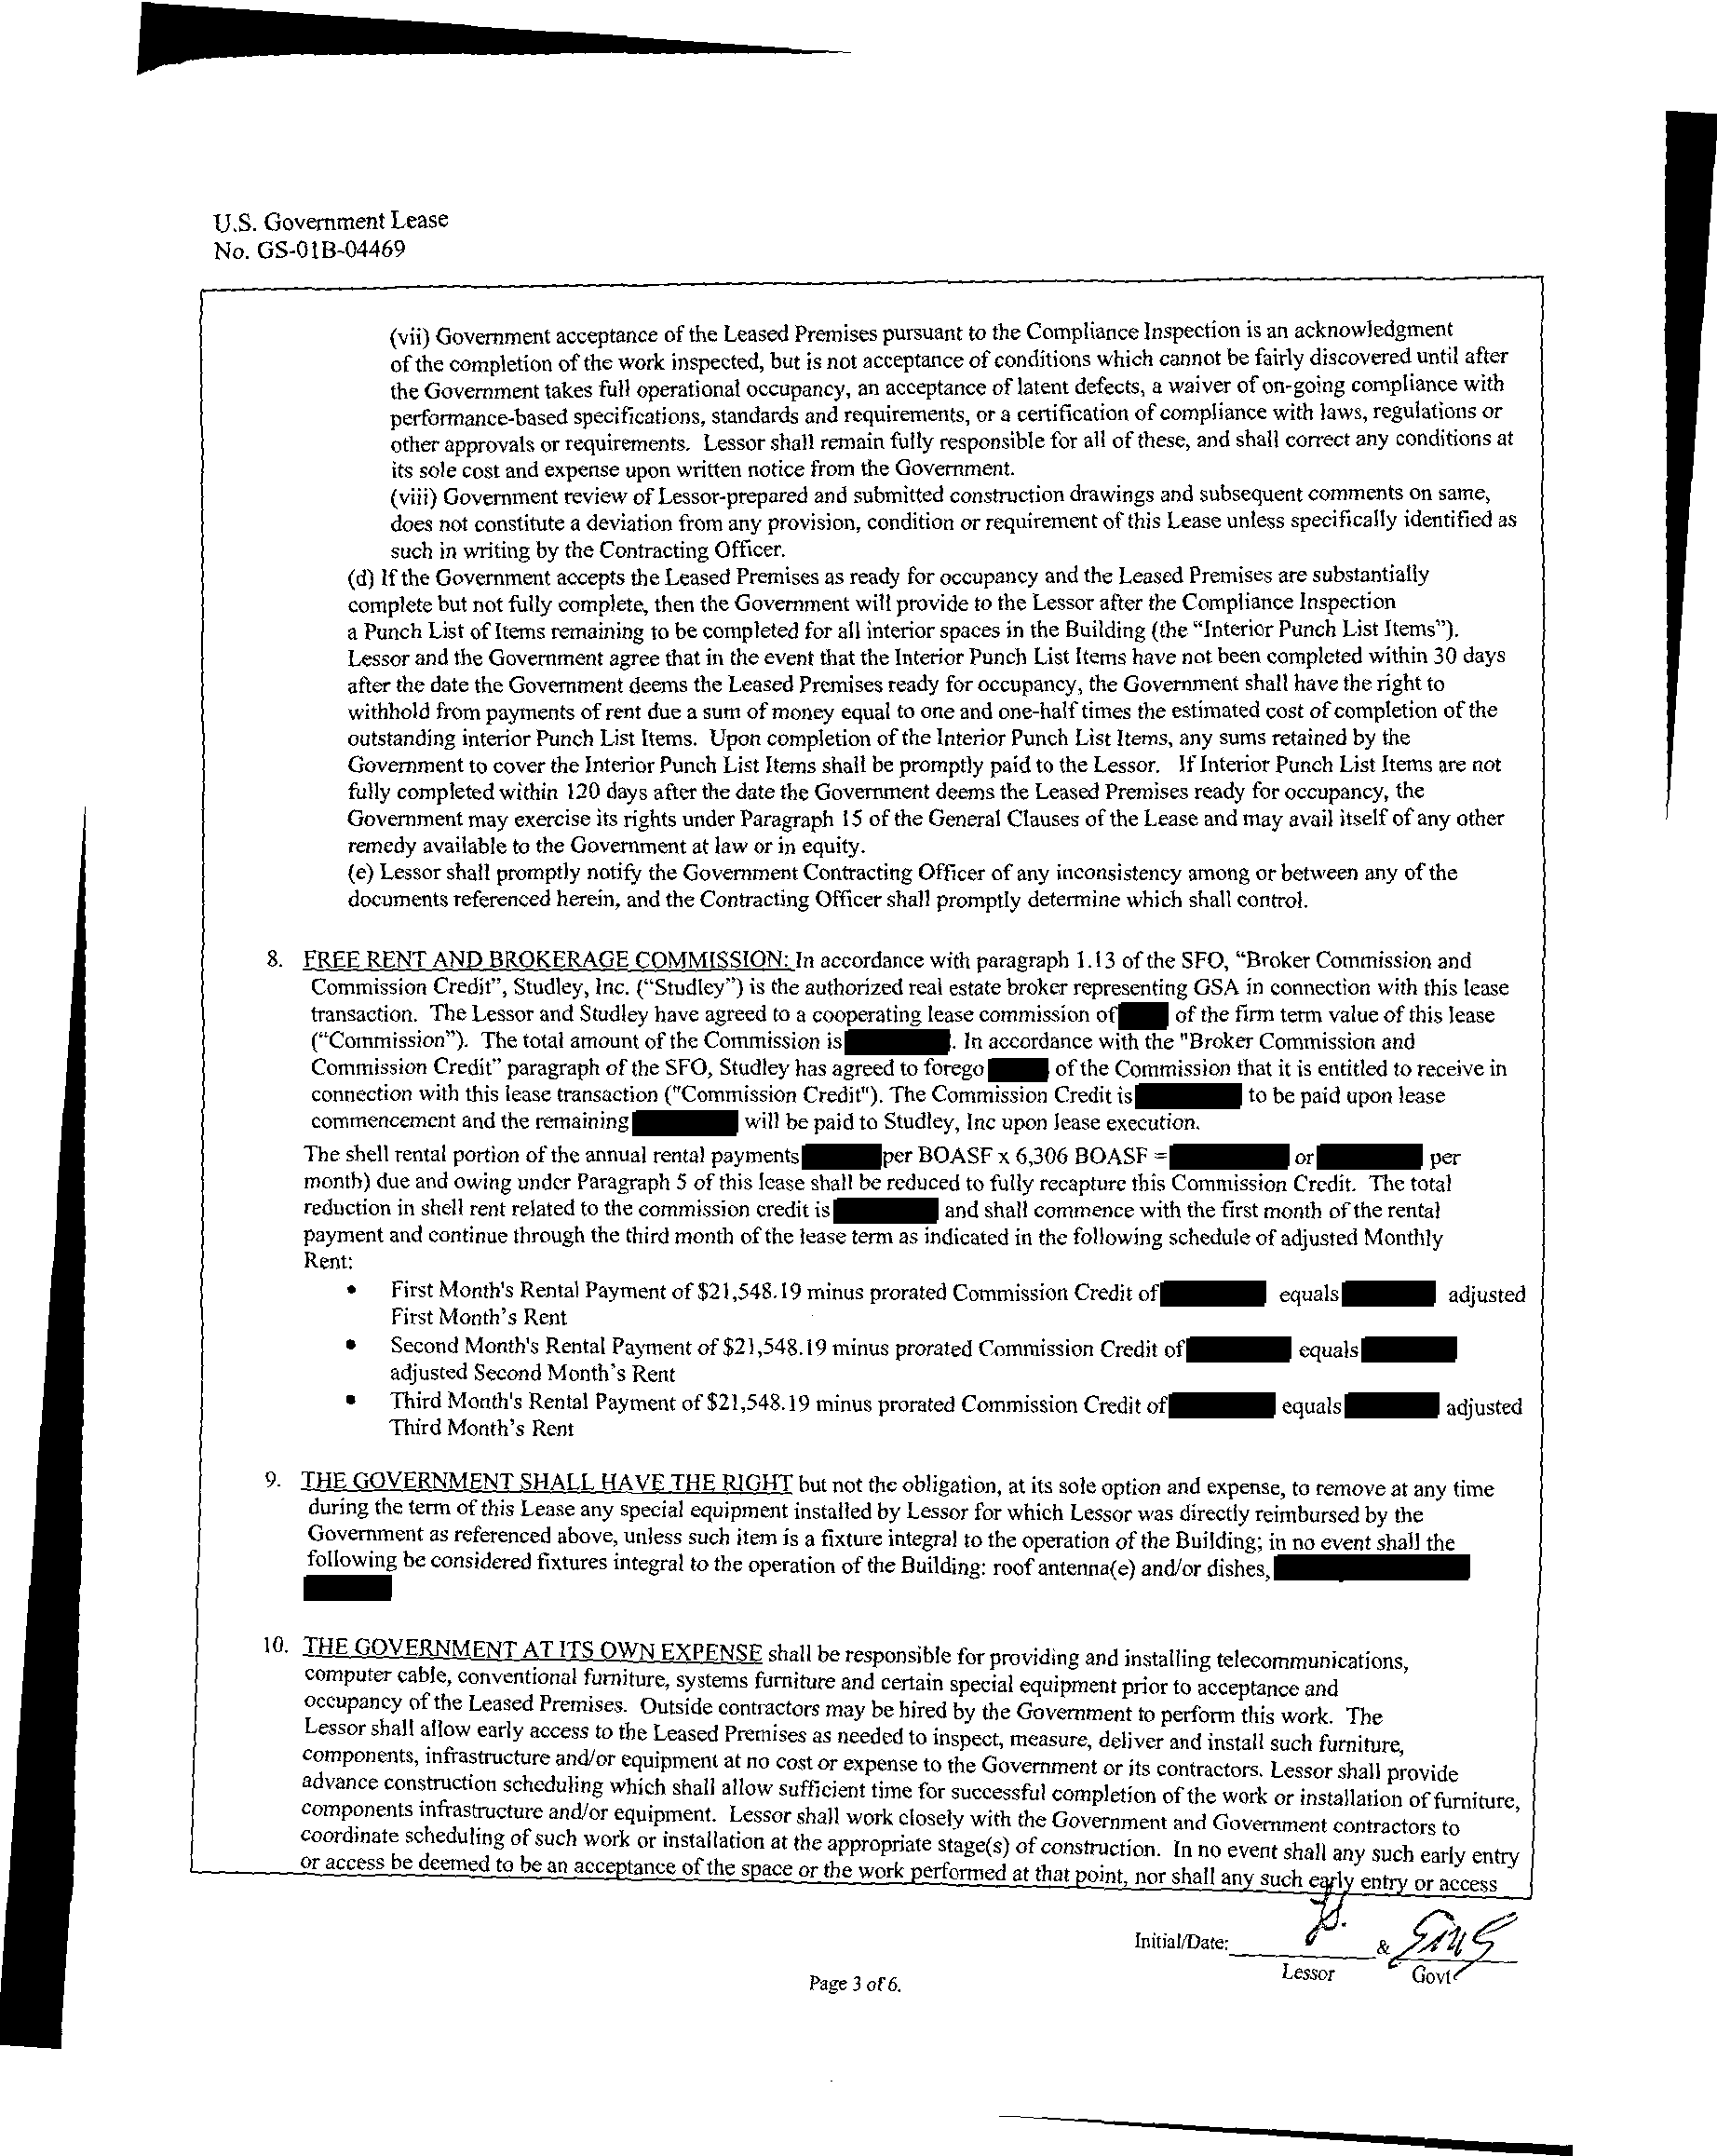 U.S. Government Lease
No. GS-01B-04469
(vii) Government acceptance of the Leased Premises pursuant to the Compliance Inspection is an acknowledgment
of the completion of the work inspected, but is not acceptance of conditions which cannot be fairly discovered until after
the Government takes full operational occupancy, an acceptance of latent defects, a waiver of on-going compliance with
performance-based specifications, standards and requirements, or a certification of compliance with laws, regulations or
other approvals or requirements. Lessor shall remain fully responsible for all of these, and shall correct any conditions at
its sole cost and expense upon written notice from the Government.
(viii) Government review of Lessor-prepared and submitted construction drawings and subsequent comments on same,
does not constitute a deviation from any provision, condition or requirement of this Lease unless specifically identified as
such in writing by the Contracting Officer.
(d) If the Government accepts the Leased Premises as ready for occupancy and the Leased Premises are substantially
complete but not fully complete, then the Government will provide to the Lessor after the Compliance Inspection
a Punch List of Items remaining to be completed for all interior spaces in the Building (the “Interior Punch List Items”).
Lessor and the Government agree that in the event that the Interior Punch List Items have not been completed within 30 days
after the date the Government deems the Leased Premises ready for occupancy, the Government shall have the right to
withhold from payments of rent due a sum of money equal to one and one-half times the estimated cost of completion of the
outstanding interior Punch List Items. Upon completion of the Interior Punch List Items, any sums retained by the
Government to cover the Interior Punch List Items shall be promptly paid to the Lessor. If Interior Punch List Items are not
fully completed within 120 days after the date the Government deems the Leased Premises ready for occupancy, the
Government may exercise its rights under Paragraph 15 of the General Clauses of the Lease and may avail itself of any other
remedy available to the Government at law or in equity.
(e) Lessor shall promptly notify the Government Contracting Officer of any inconsistency among or between any of the
documents referenced herein, and the Contracting Officer shall promptly determine which shall control.
8. FREE RENT AND BROKERAGE COMMISSION: In accordance with paragraph 1.13 of the SFO, “Broker Commission and
Commission Credit”, Studley, Inc. (“Studley”) is the authorized real estate broker representing GSA in connection with this lease
transaction. The Lessor and Studley have agreed to a cooperating lease commission of of the firm term value of this lease
(“Commission”). The total amount of the Commission is . In accordance with the "Broker Commission and
Commission Credit” paragraph of the SFO, Studley has agreed to forego of the Commission that it is entitled to receive in
connection with this lease transaction ("Commission Credit"). The Commission Credit is to be paid upon lease
commencement and the remaining will be paid to Studley, Inc upon lease execution.
The shell rental portion of the annual rental payments per BOASF x 6,306 BOASF = or per
month) due and owing under Paragraph 5 of this lease shall be reduced to fully recapture this Commission Credit. The total
reduction in shell rent related to the commission credit is and shall commence with the first month of the rental
payment and continue through the third month of the lease term as indicated in the following schedule of adjusted Monthly
Rent:
• First Month's Rental Payment of $21,548.19 minus prorated Commission Credit of equals adjusted
First Month’s Rent
• Second Month's Rental Payment of $21,548.19 minus prorated Commission Credit of equals
adjusted Second Month’s Rent
• Third Month's Rental Payment of $21,548.19 minus prorated Commission Credit of equals adjusted
Third Month’s Rent
9. THE GOVERNMENT SHALL HAVE THE RIGHT but not the obligation, at its sole option and expense, to remove at any time
during the term of this Lease any special equipment installed by Lessor for which Lessor was directly reimbursed by the
Government as referenced above, unless such item is a fixture integral to the operation of the Building; in no event shall the
following be considered fixtures integral to the operation of the Building: roof antenna(e) and/or dishes,
10. THE GOVERNMENT AT ITS OWN EXPENSE shall be responsible for providing and installing telecommunications,
computer cable, conventional furniture, systems furniture and certain special equipment prior to acceptance and
occupancy of the Leased Premises. Outside contractors may be hired by the Government to perform this work. The
Lessor shall allow early access to the Leased Premises as needed to inspect, measure, deliver and install such furniture,
components, infrastructure and/or equipment at no cost or expense to the Government or its contractors. Lessor shall provide
advance construction scheduling which shall allow sufficient time for successful completion of the work or installation of furniture,
components infrastructure and/or equipment. Lessor shall work closely with the Government and Government contractors to
coordinate scheduling of such work or installation at the appropriate stage(s) of construction. In no event shall any such early entry
or access be deemed to be an acceptance of the space or the work performed at that point, nor shall any such early entry or access
Initial/Date: &
Lessor Govt
Page 3 of 6.